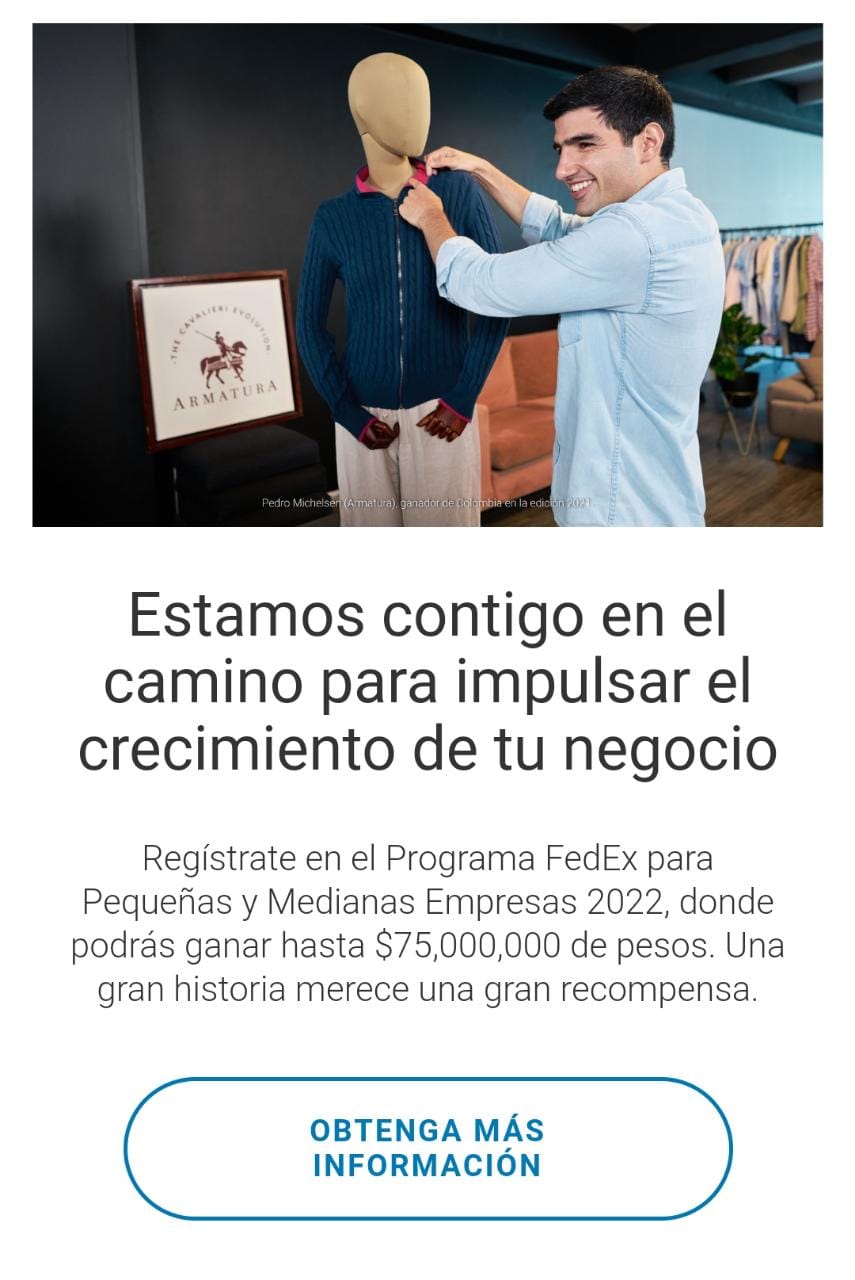 · THE CAVALIERI EVOLUTION ·
ARMATURA
Pedro Michelsen (Armatura), ganador de Colombia en la edición 2021.
Estamos contigo en el
camino para impulsar el
crecimiento de tu negocio
Regístrate en el Programa FedEx para
Pequeñas y Medianas Empresas 2022, donde
podrás ganar hasta $75,000,000 de pesos. Una
gran historia merece una gran recompensa.
OBTENGA MÁS
INFORMACIÓN